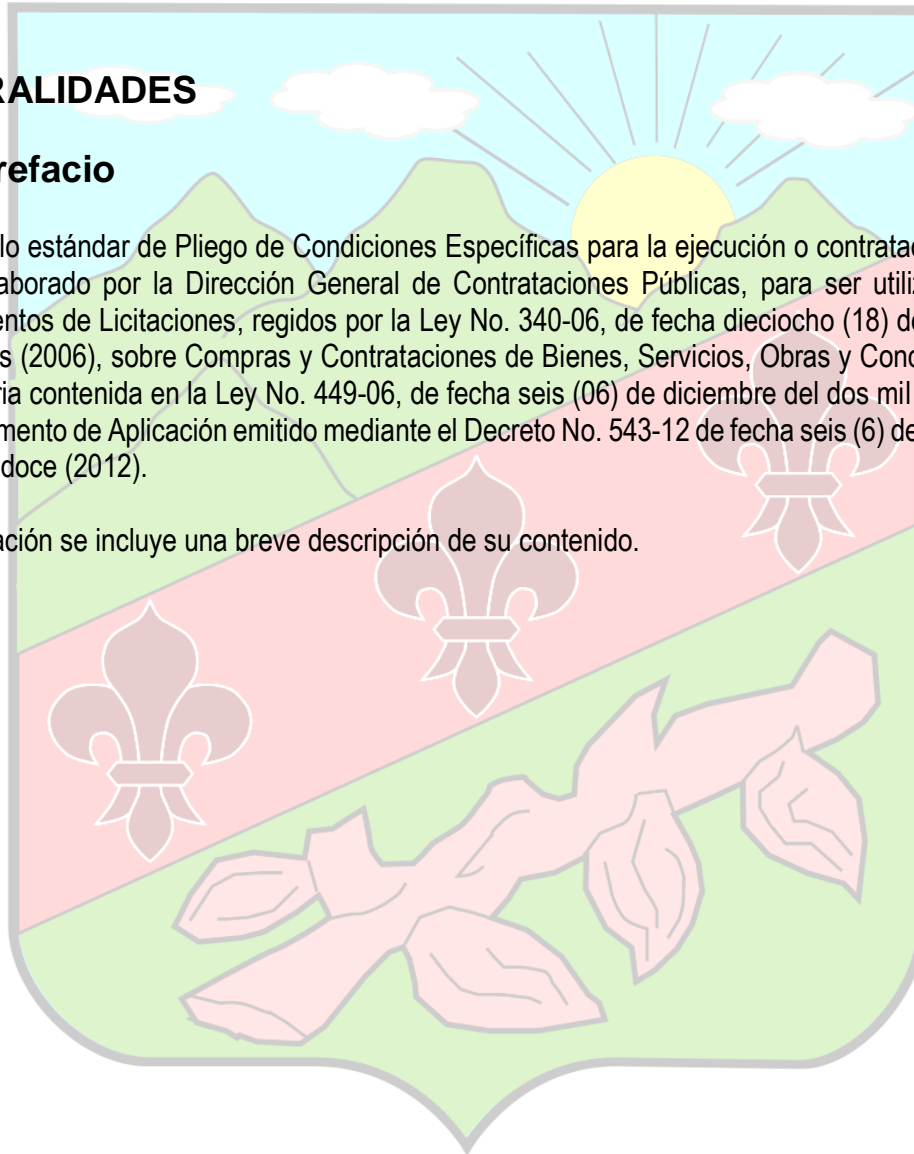 RALIDADES
refacio
lo estándar de Pliego de Condiciones Específicas para la ejecución o contratac
aborado por la Dirección General de Contrataciones Públicas, para ser utiliz
entos de Licitaciones, regidos por la Ley No. 340-06, de fecha dieciocho (18) de
s (2006), sobre Compras y Contrataciones de Bienes, Servicios, Obras y Conc
ria contenida en la Ley No. 449-06, de fecha seis (06) de diciembre del dos mil
mento de Aplicación emitido mediante el Decreto No. 543-12 de fecha seis (6) de
doce (2012).
ación se incluye una breve descripción de su contenido.